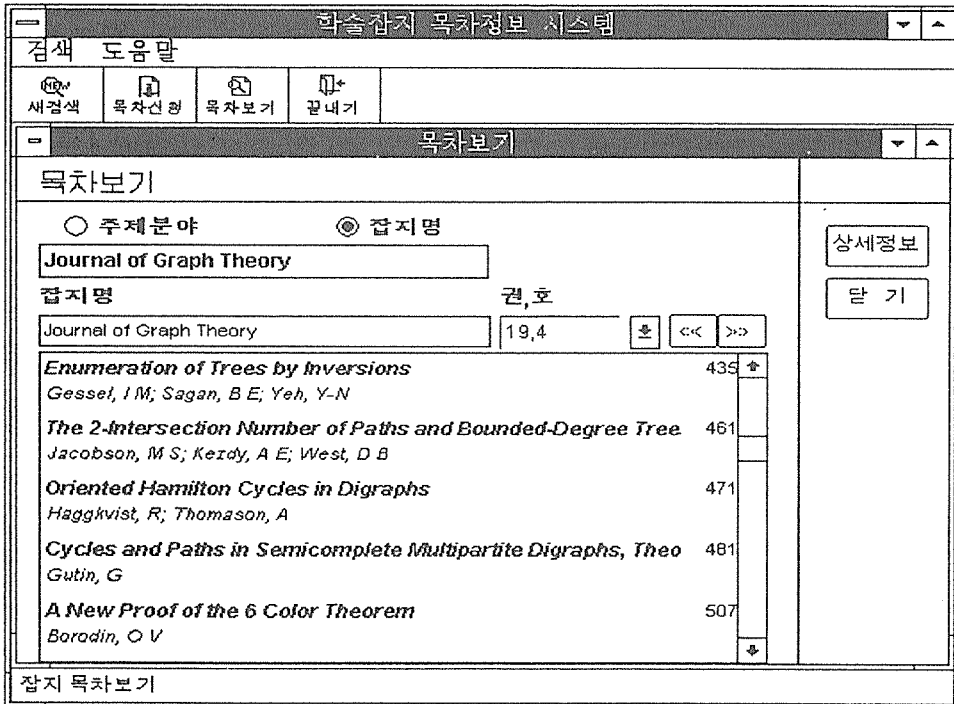 학술잡지 목차정보 시스템
검색 도움말
NEW
새검색 목차신청 목차보기 끝내기
목차보기
목차보기
주제분야 잡지명
상세정보
Journal of Graph Theory
닫 기
잡지명 권,호
Journal of Graph Theory 19,4 << >>
Enumeration of Trees by Inversions 435
Gessel, I M; Sagan, B E; Yeh, Y-N
The 2-Intersection Number of Paths and Bounded-Degree Tree 461
Jacobson, M S; Kezdy, A E; West, D B
Oriented Hamilton Cycles in Digraphs 471
Haggkvist, R; Thomason, A
Cycles and Paths in Semicomplete Multipartite Digraphs, Theo 481
Gutin, G
A New Proof of the 6 Color Theorem 507
Borodin, O V
잡지 목차보기